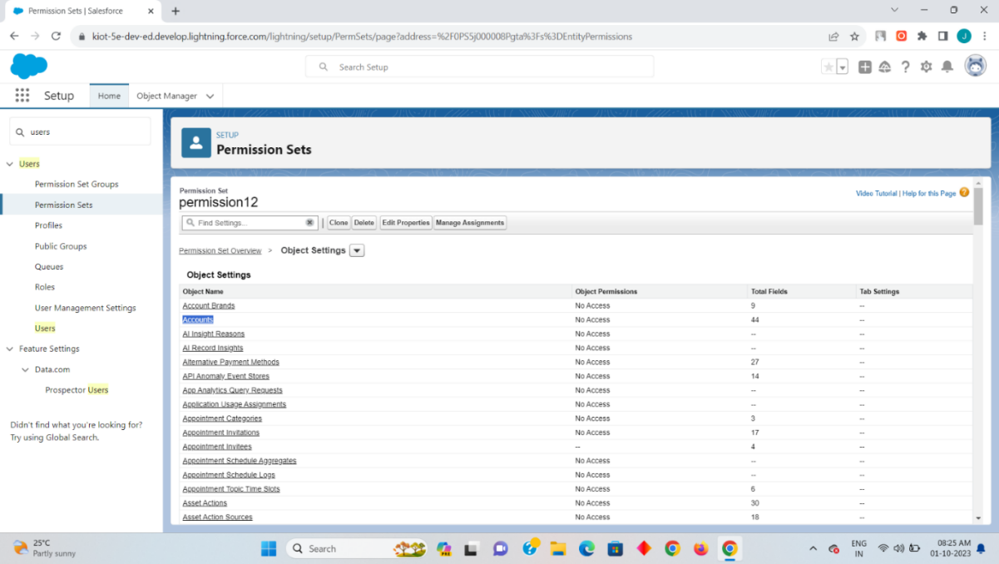 Permission Sets | Salesforce
kiot-5e-dev-ed.develop.lightning.force.com/lightning/setup/PermSets/page?address=%2F0PS5j000008Pgta%3Fs%3DEntityPermissions
J
Search Setup
Setup
Home
Object Manager
users
Users
Permission Set Groups
Permission Sets
Profiles
Public Groups
Queues
Roles
User Management Settings
Users
Feature Settings
Data.com
Prospector Users
Didn't find what you're looking for?
Try using Global Search.
SETUP
Permission Sets
Permission Set
permission12
Video Tutorial | Help for this Page
Find Settings...
Clone Delete Edit Properties Manage Assignments
Permission Set Overview > Object Settings
Object Settings
Object Name Object Permissions Total Fields Tab Settings
Account Brands No Access 9 --
Accounts No Access 44 --
AI Insight Reasons No Access -- --
AI Record Insights No Access -- --
Alternative Payment Methods No Access 27 --
API Anomaly Event Stores No Access 14 --
App Analytics Query Requests No Access -- --
Application Usage Assignments No Access -- --
Appointment Categories No Access 3 --
Appointment Invitations No Access 17 --
Appointment Invitees -- 4 --
Appointment Schedule Aggregates No Access -- --
Appointment Schedule Logs No Access -- --
Appointment Topic Time Slots No Access 6 --
Asset Actions No Access 30 --
Asset Action Sources No Access 18 --
25°C
Partly sunny
Search
ENG
IN
08:25 AM
01-10-2023